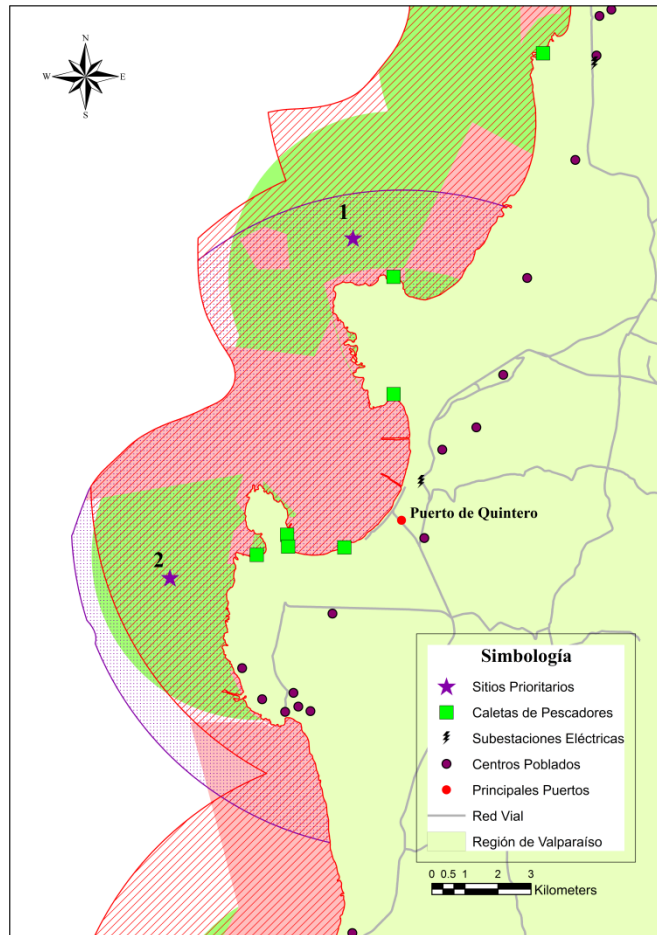 N
W E
S
1
Puerto de Quintero
2
Simbología
Sitios Prioritarios
Caletas de Pescadores
Subestaciones Eléctricas
Centros Poblados
Principales Puertos
Red Vial
Región de Valparaíso
0 0.5 1 2 3
Kilometers